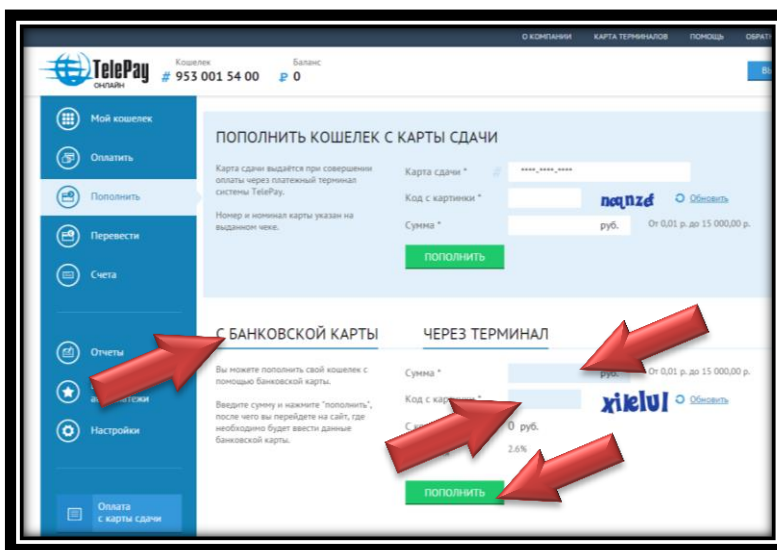 О КОМПАНИИ КАРТА ТЕРМИНАЛОВ ПОМОЩЬ ОБРАТ
TelePay
ОНЛАЙН
Кошелек Баланс
# 953 001 54 00 ₽ 0
Мой кошелек
Оплатить
Пополнить
Перевести
Счета
Отчеты
Настройки
Оплата
с карты сдачи
ПОПОЛНИТЬ КОШЕЛЕК С КАРТЫ СДАЧИ
Карта сдачи выдаётся при совершении
оплаты через платежный терминал
системы TelePay.
Номер и номинал карты указан на
выданном чеке.
Карта сдачи * # ****-****-****
Код с картинки * Обновить
Сумма * руб. От 0,01 р. до 15 000,00 р.
ПОПОЛНИТЬ
С БАНКОВСКОЙ КАРТЫ ЧЕРЕЗ ТЕРМИНАЛ
Вы можете пополнить свой кошелек с
помощью банковской карты.
Введите сумму и нажмите "пополнить",
после чего вы перейдете на сайт, где
необходимо будет ввести данные
банковской карты.
Сумма * руб. От 0,01 р. до 15 000,00 р.
Код с картинки * Обновить
0 руб.
2.6%
ПОПОЛНИТЬ